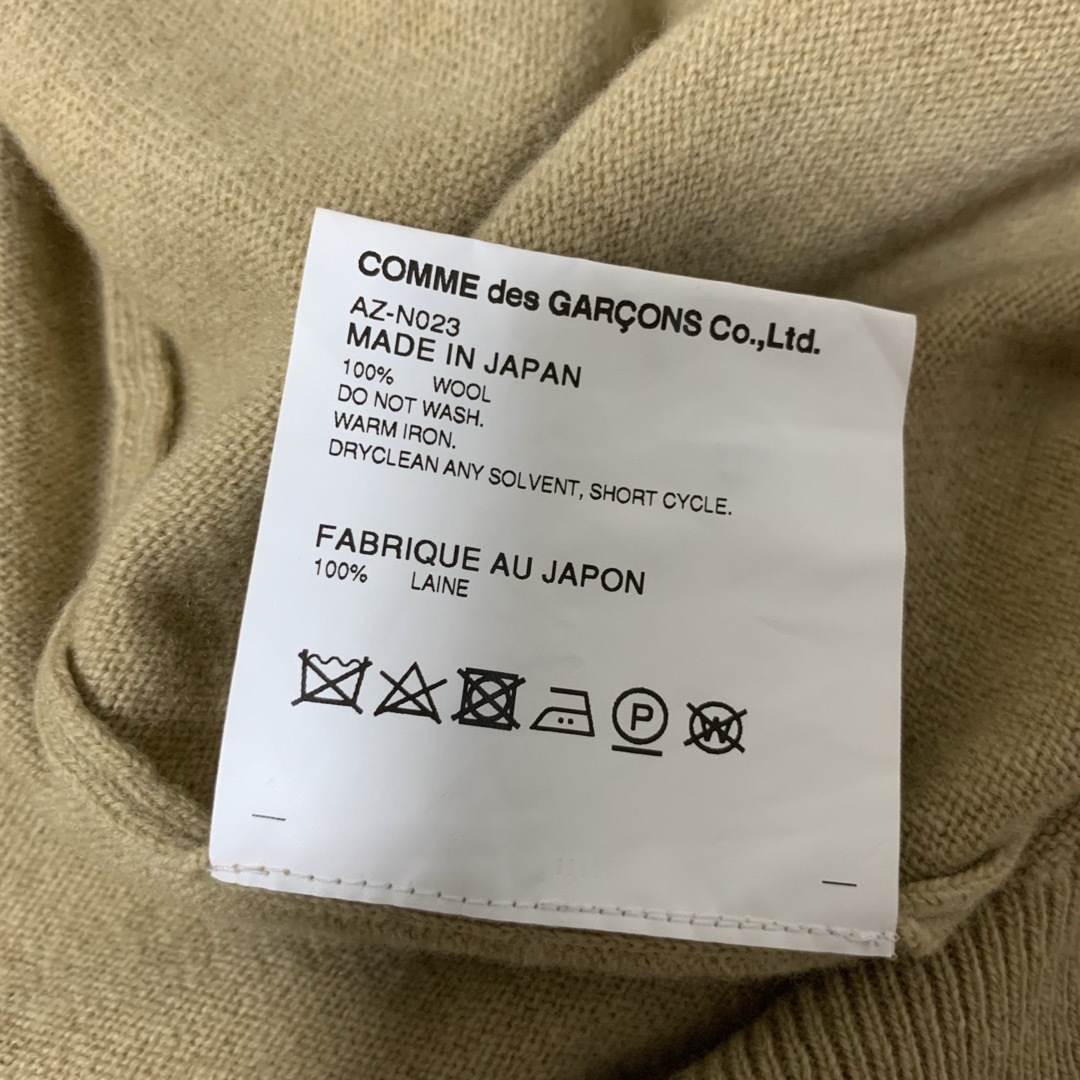 COMME des GARÇONS Co.,Ltd.
AZ-N023
MADE IN JAPAN
100% WOOL
DO NOT WASH.
WARM IRON.
DRYCLEAN ANY SOLVENT, SHORT CYCLE.
FABRIQUE AU JAPON
100% LAINE
P W